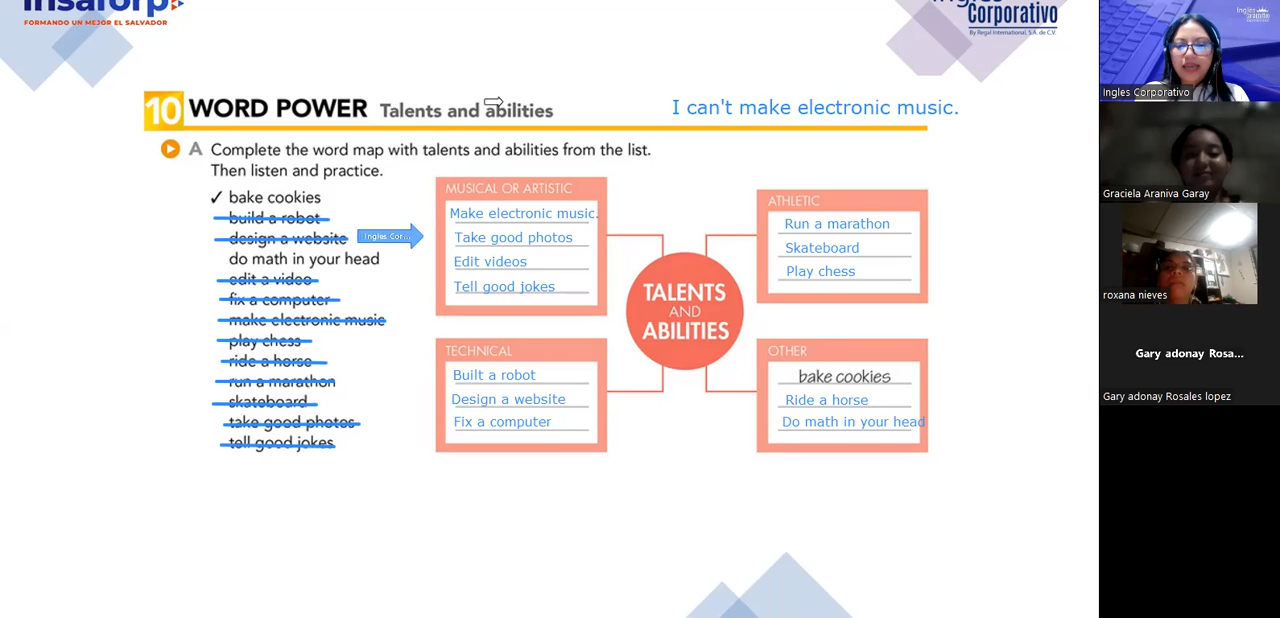 insaforp
FORMANDO UN MEJOR EL SALVADOR
Corporativo
By Regal International, S.A. de C.V.
10 WORD POWER Talents and abilities
I can't make electronic music.
A Complete the word map with talents and abilities from the list.
Then listen and practice.
✓ bake cookies
build a robot
design a website
do math in your head
edit a video
fix a computer
make electronic music
play chess
ride a horse
run a marathon
skateboard
take good photos
tell good jokes
Ingles Cor...
MUSICAL OR ARTISTIC
Make electronic music.
Take good photos
Edit videos
Tell good jokes
ATHLETIC
Run a marathon
Skateboard
Play chess
TALENTS
AND
ABILITIES
TECHNICAL
Built a robot
Design a website
Fix a computer
OTHER
bake cookies
Ride a horse
Do math in your head
Ingles Corporativo
Graciela Araniva Garay
roxana nieves
Gary adonay Rosa...
Gary adonay Rosales lopez